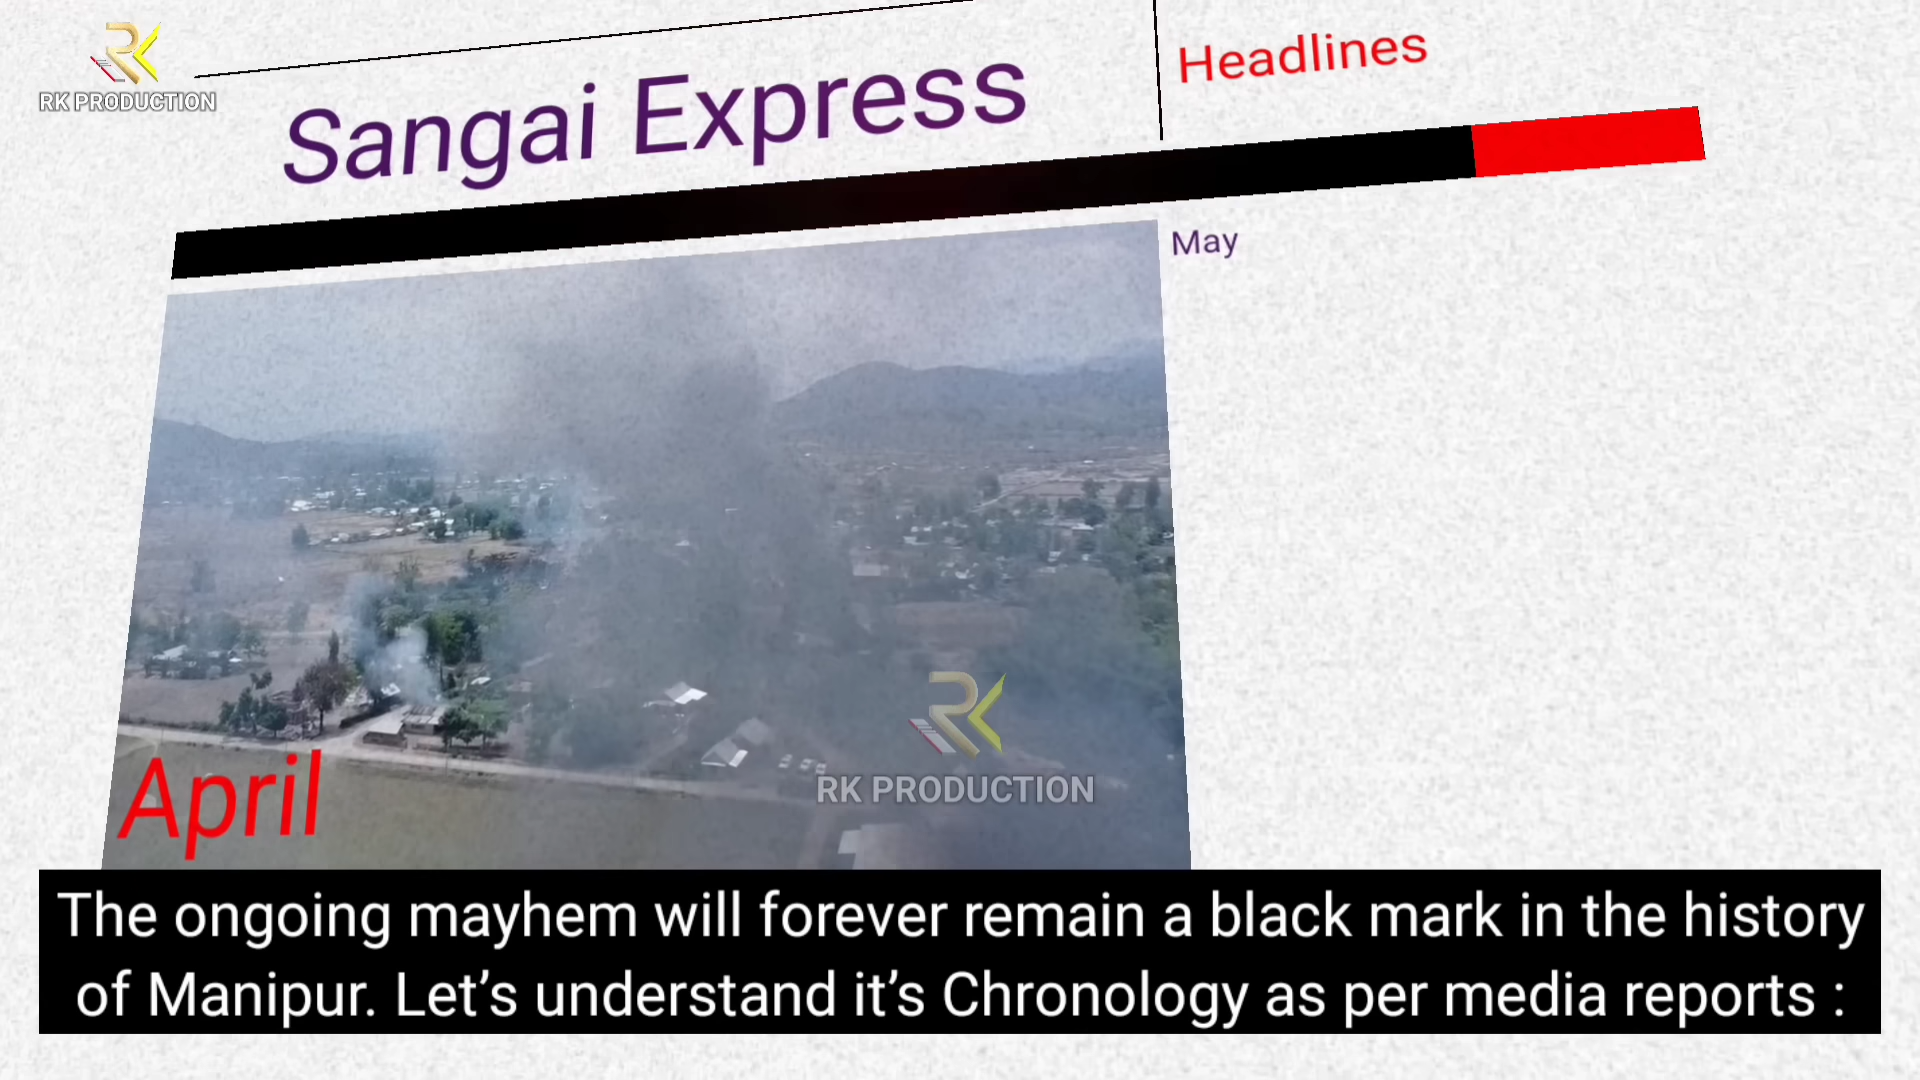 RK PRODUCTION
Sangai Express
Headlines
May
RK PRODUCTION
April
The ongoing mayhem will forever remain a black mark in the history
of Manipur. Let’s understand it’s Chronology as per media reports :